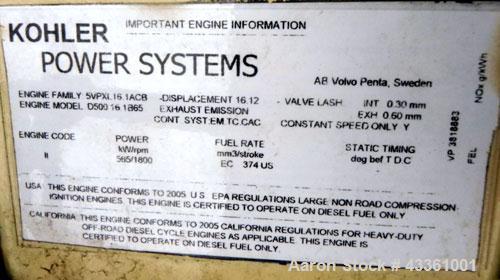 KOHLER
POWER SYSTEMS
IMPORTANT ENGINE INFORMATION
AB Volvo Penta, Sweden
ENGINE FAMILY 5VPXL16.1ACB
ENGINE MODEL D500 16.1B65
-DISPLACEMENT 16.12
EXHAUST EMISSION
CONT SYSTEM TC.CAC
VALVE LASH INT 0.30 mm
EXH 0.60 mm
CONSTANT SPEED ONLY Y
ENGINE CODE
II
POWER
kW/rpm
565/1800
FUEL RATE
mm3/stroke
EC 374 US
STATIC TIMING
deg bef T D C
USA THIS ENGINE CONFORMS TO 2005 U S EPA REGULATIONS LARGE NON ROAD COMPRESSION-
IGNITION ENGINES. THIS ENGINE IS CERTIFIED TO OPERATE ON DIESEL FUEL ONLY
CALIFORNIA. THIS ENGINE CONFORMS TO 2005 CALIFORNIA REGULATIONS FOR HEAVY-DUTY
OFF-ROAD DIESEL CYCLE ENGINES AS APPLICABLE. THIS ENGINE IS
CERTIFIED TO OPERATE ON DIESEL FUEL ONLY.
VP 3818883
FEL NOx g/kWh
Aaron Stock # 43361001